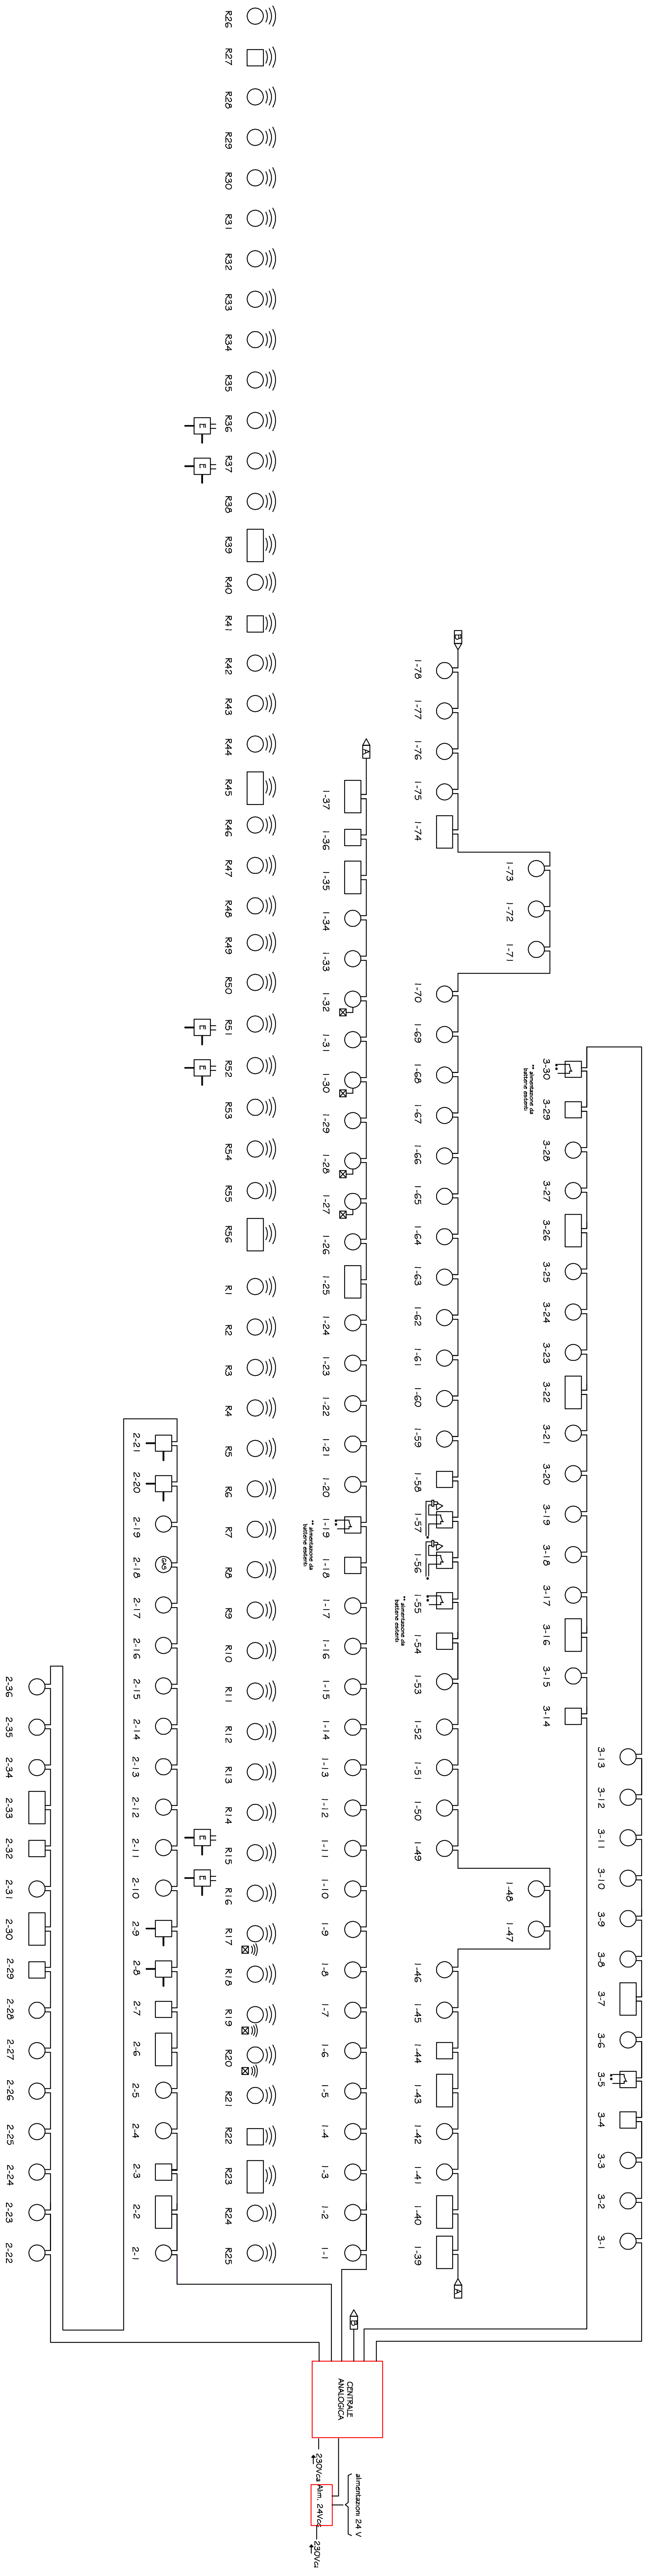 3-13 3-12 3-11 3-10 3-9 3-8 3-7 3-6 3-5 3-4 3-3 3-2 3-1
3-30 3-29 3-28 3-27 3-26 3-25 3-24 3-23 3-22 3-21 3-20 3-19 3-18 3-17 3-16 3-15 3-14
** alimentazione da
batterie
1-73 1-72 1-71 1-48 1-47
B A
1-78 1-77 1-76 1-75 1-74 1-70 1-69 1-68 1-67 1-66 1-65 1-64 1-63 1-62 1-61 1-60 1-59 1-58 1-57 1-56 1-55 1-54 1-53 1-52 1-51 1-50 1-49 1-46 1-45 1-44 1-43 1-42 1-41 1-40 1-39
** alimentazione da
batterie
A B
1-37 1-36 1-35 1-34 1-33 1-32 1-31 1-30 1-29 1-28 1-27 1-26 1-25 1-24 1-23 1-22 1-21 1-20 1-19 1-18 1-17 1-16 1-15 1-14 1-13 1-12 1-11 1-10 1-9 1-8 1-7 1-6 1-5 1-4 1-3 1-2 1-1
** alimentazione da
batterie
CENTRALE
ANALOGICA
alimentazioni 24 V
230Vca
Alim. 24Vcc
230Vca
R26 R27 R28 R29 R30 R31 R32 R33 R34 R35 R36 R37 R38 R39 R40 R41 R42 R43 R44 R45 R46 R47 R48 R49 R50 R51 R52 R53 R54 R55 R56 R1 R2 R3 R4 R5 R6 R7 R8 R9 R10 R11 R12 R13 R14 R15 R16 R17 R18 R19 R20 R21 R22 R23 R24 R25
E E E E E E
GAS
2-21 2-20 2-19 2-18 2-17 2-16 2-15 2-14 2-13 2-12 2-11 2-10 2-9 2-8 2-7 2-6 2-5 2-4 2-3 2-2 2-1
2-36 2-35 2-34 2-33 2-32 2-31 2-30 2-29 2-28 2-27 2-26 2-25 2-24 2-23 2-22